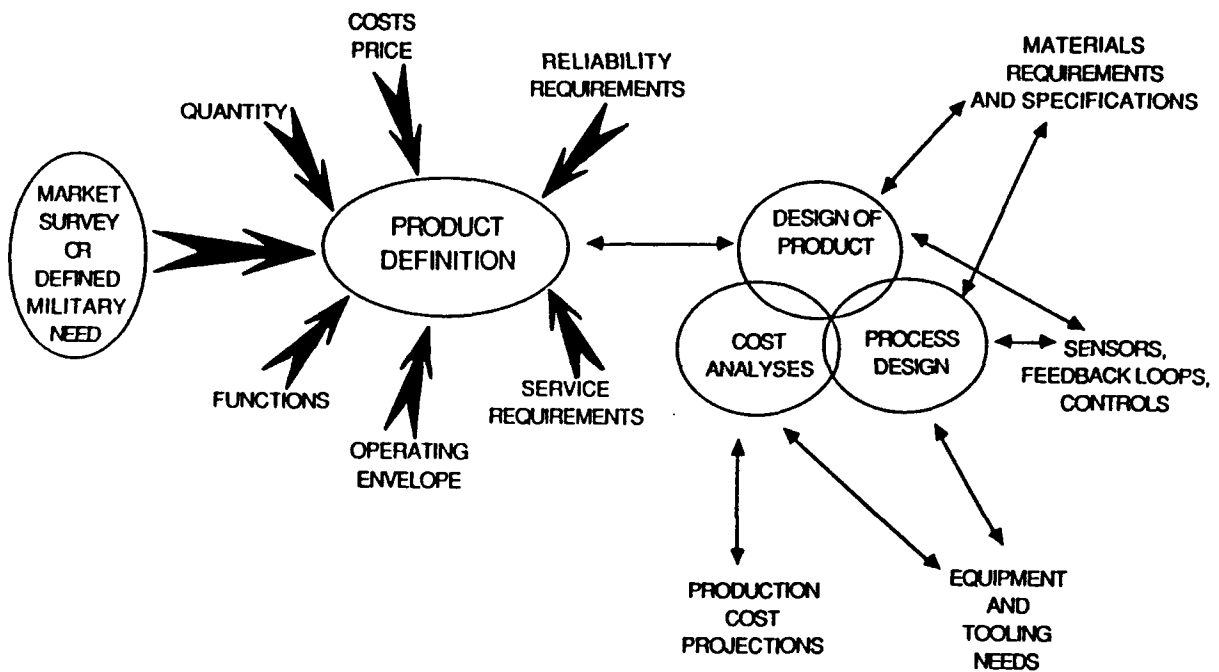 COSTS
PRICE
RELIABILITY
REQUIREMENTS
QUANTITY
MATERIALS
REQUIREMENTS
AND SPECIFICATIONS
MARKET
SURVEY
OR
DEFINED
MILITARY
NEED
PRODUCT
DEFINITION
DESIGN OF
PRODUCT
COST
ANALYSES
PROCESS
DESIGN
SENSORS,
FEEDBACK LOOPS,
CONTROLS
FUNCTIONS
OPERATING
ENVELOPE
SERVICE
REQUIREMENTS
PRODUCTION
COST
PROJECTIONS
EQUIPMENT
AND
TOOLING
NEEDS